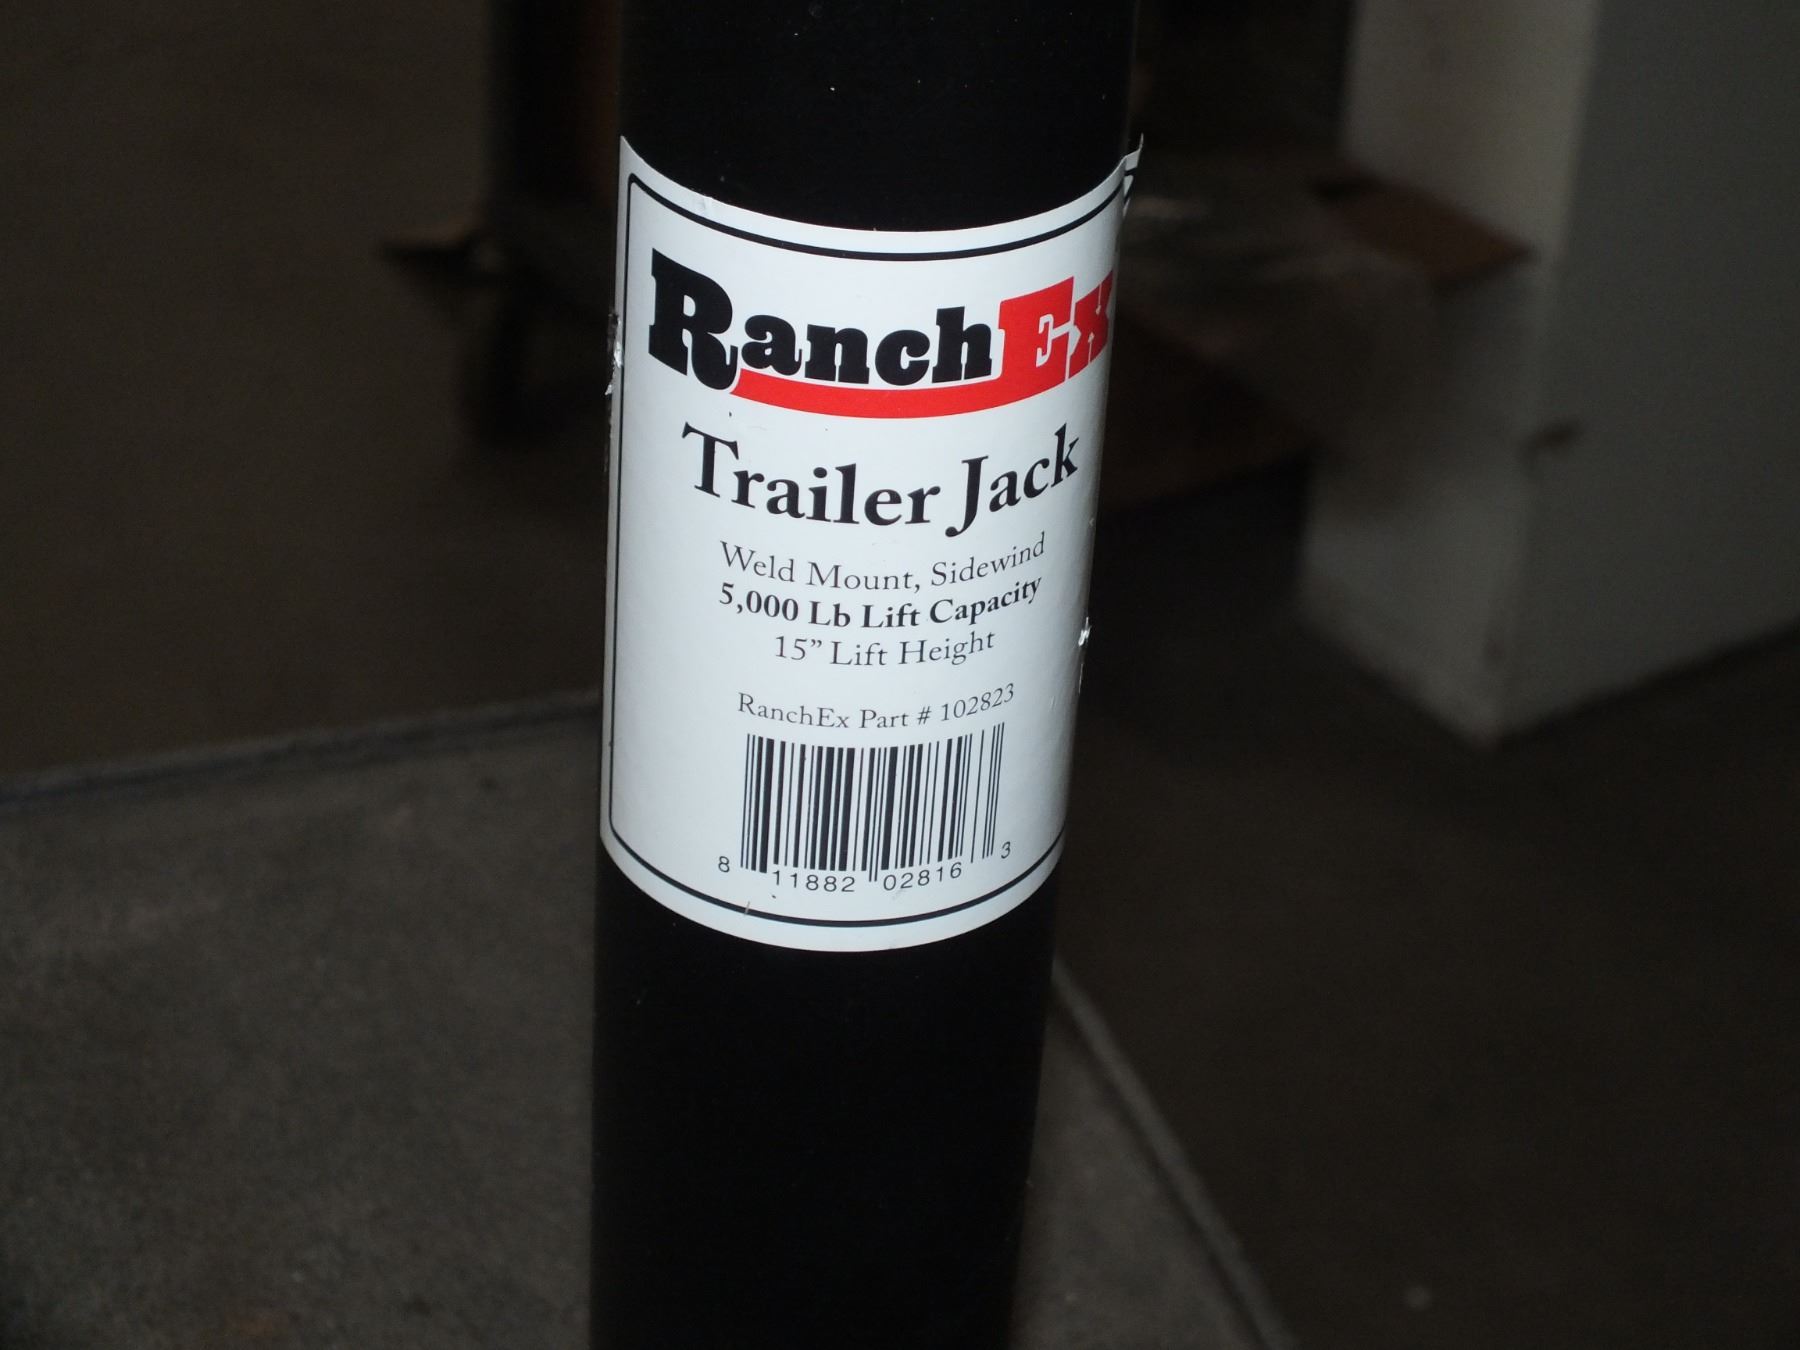 RanchEx
Trailer Jack
Weld Mount, Sidewind
5,000 Lb Lift Capacity
15” Lift Height
RanchEx Part # 102823
8 11882 02816 3